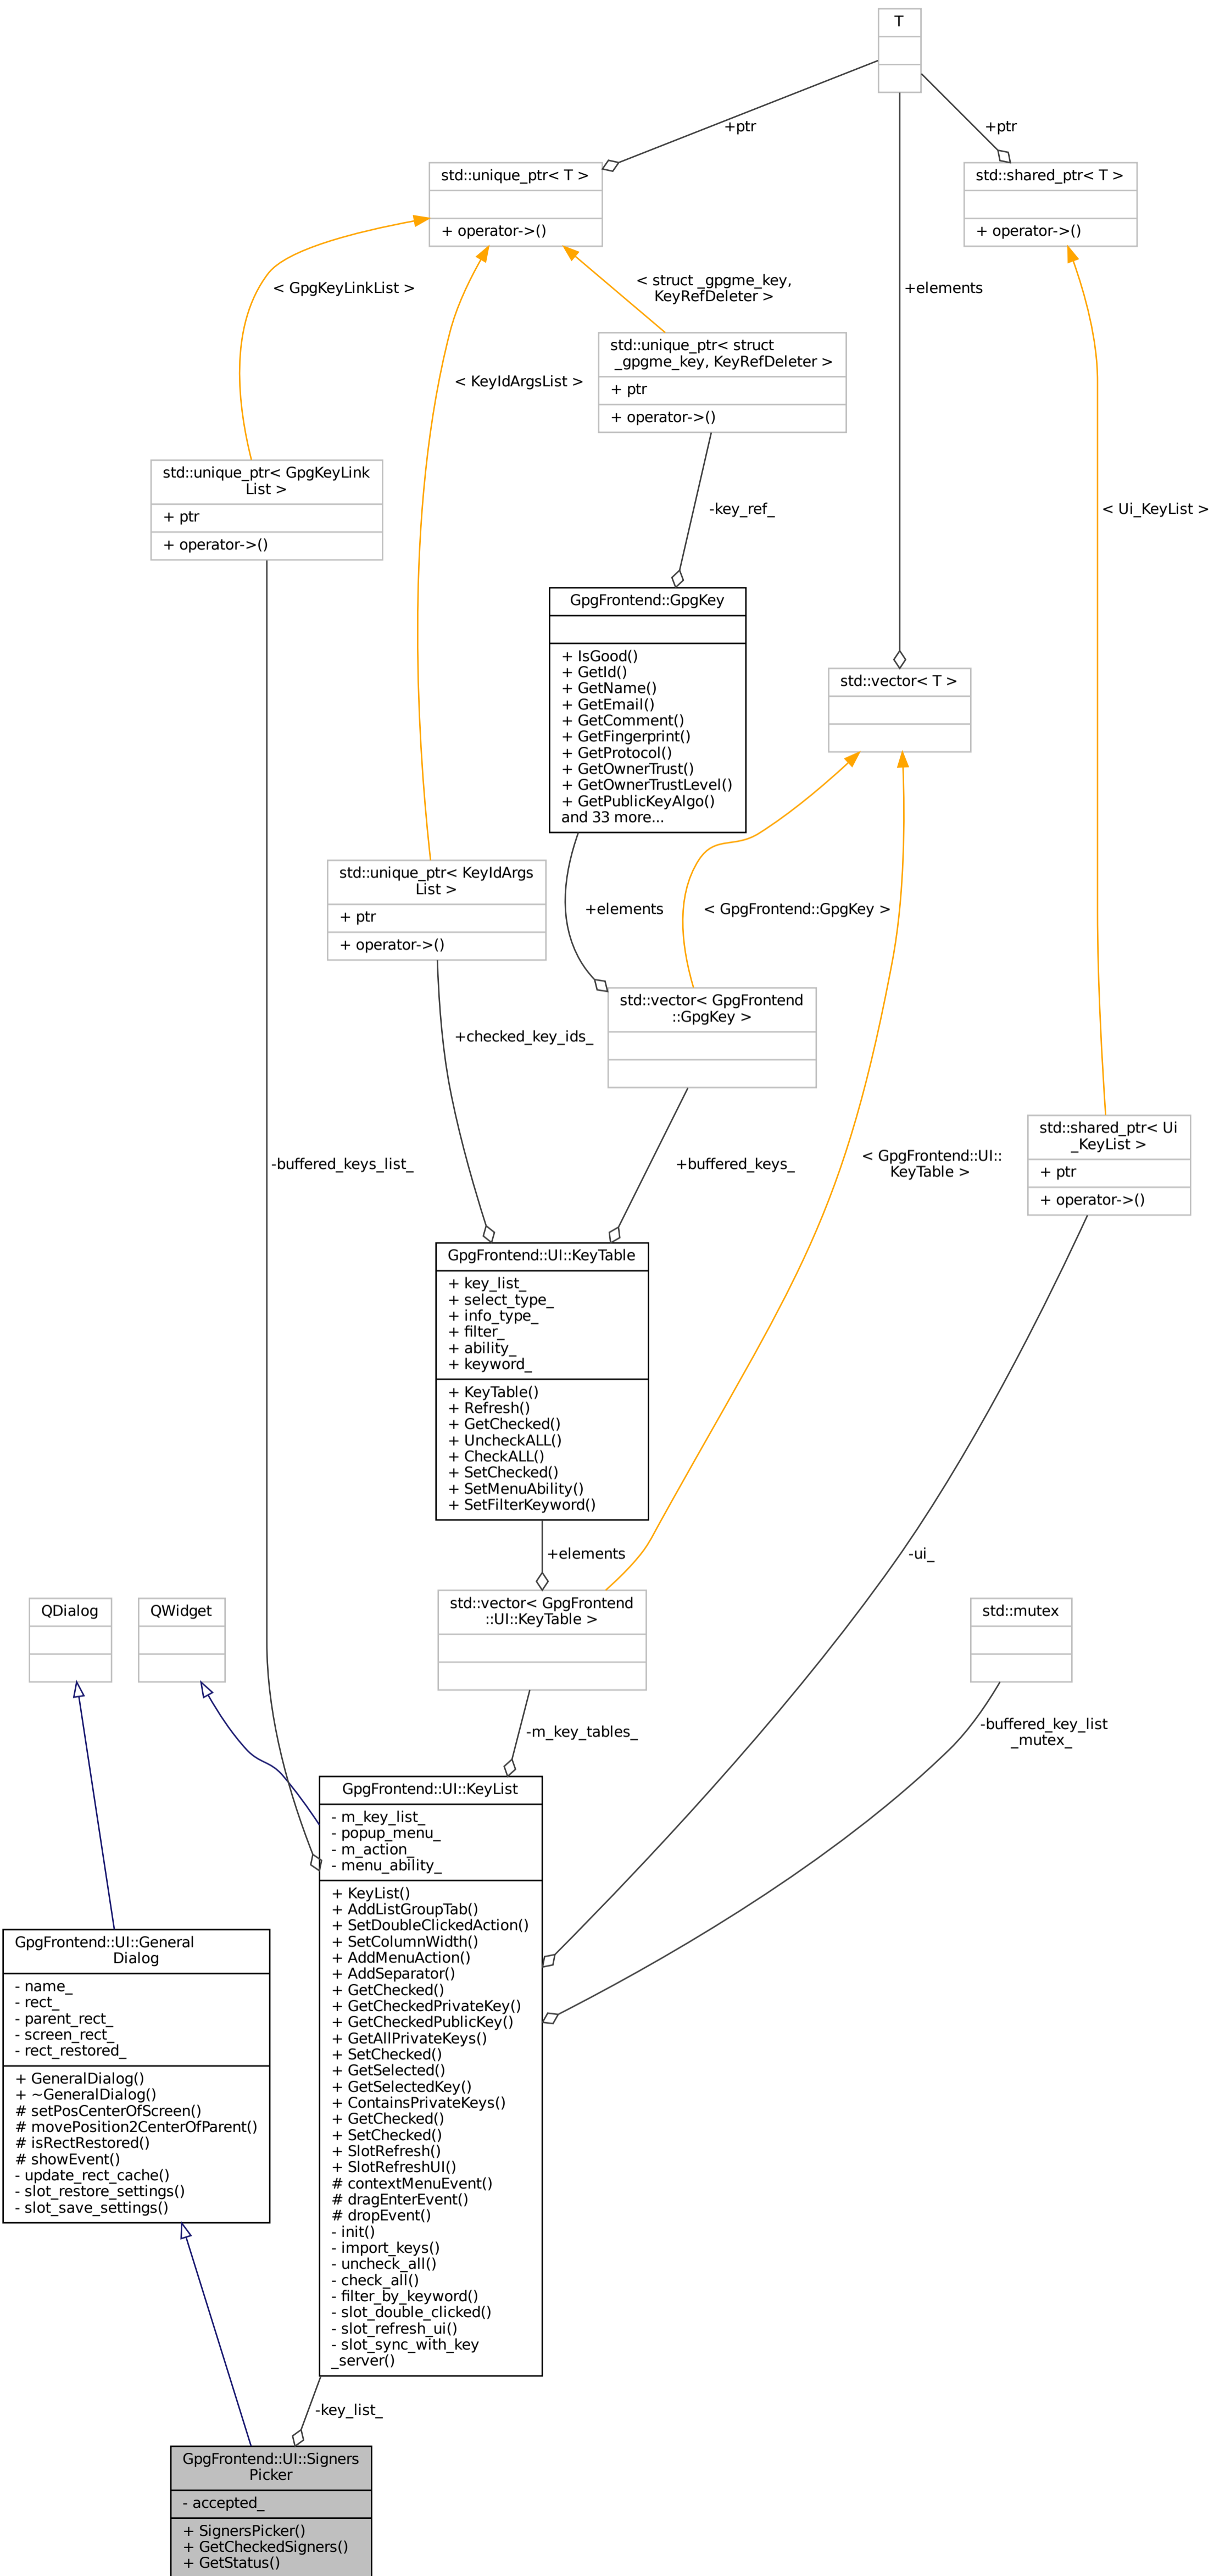 T
+ptr
+ptr
std::unique_ptr< T >
+ operator->()
std::shared_ptr< T >
+ operator->()
< GpgKeyLinkList >
< struct _gpgme_key,
KeyRefDeleter >
+elements
std::unique_ptr< struct
_gpgme_key, KeyRefDeleter >
+ ptr
+ operator->()
< KeyIdArgsList >
std::unique_ptr< GpgKeyLink
List >
+ ptr
+ operator->()
-key_ref_
< Ui_KeyList >
GpgFrontend::GpgKey
+ IsGood()
+ GetId()
+ GetName()
+ GetEmail()
+ GetComment()
+ GetFingerprint()
+ GetProtocol()
+ GetOwnerTrust()
+ GetOwnerTrustLevel()
+ GetPublicKeyAlgo()
and 33 more...
std::vector< T >
std::unique_ptr< KeyIdArgs
List >
+ ptr
+ operator->()
+elements
< GpgFrontend::GpgKey >
std::vector< GpgFrontend
::GpgKey >
+checked_key_ids_
-buffered_keys_list_
+buffered_keys_
< GpgFrontend::UI::
KeyTable >
std::shared_ptr< Ui
_KeyList >
+ ptr
+ operator->()
GpgFrontend::UI::KeyTable
+ key_list_
+ select_type_
+ info_type_
+ filter_
+ ability_
+ keyword_
+ KeyTable()
+ Refresh()
+ GetChecked()
+ UncheckALL()
+ CheckALL()
+ SetChecked()
+ SetMenuAbility()
+ SetFilterKeyword()
+elements
-ui_
QDialog
QWidget
std::vector< GpgFrontend
::UI::KeyTable >
std::mutex
-m_key_tables_
-buffered_key_list
_mutex_
GpgFrontend::UI::KeyList
- m_key_list_
- popup_menu_
- m_action_
- menu_ability_
+ KeyList()
+ AddListGroupTab()
+ SetDoubleClickedAction()
+ SetColumnWidth()
+ AddMenuAction()
+ AddSeparator()
+ GetChecked()
+ GetCheckedPrivateKey()
+ GetCheckedPublicKey()
+ GetAllPrivateKeys()
+ SetChecked()
+ GetSelected()
+ GetSelectedKey()
+ ContainsPrivateKeys()
+ GetChecked()
+ SetChecked()
+ SlotRefresh()
+ SlotRefreshUI()
# contextMenuEvent()
# dragEnterEvent()
# dropEvent()
- init()
- import_keys()
- uncheck_all()
- check_all()
- filter_by_keyword()
- slot_double_clicked()
- slot_refresh_ui()
- slot_sync_with_key
_server()
GpgFrontend::UI::General
Dialog
- name_
- rect_
- parent_rect_
- screen_rect_
- rect_restored_
+ GeneralDialog()
+ ~GeneralDialog()
# setPosCenterOfScreen()
# movePosition2CenterOfParent()
# isRectRestored()
# showEvent()
- update_rect_cache()
- slot_restore_settings()
- slot_save_settings()
-key_list_
GpgFrontend::UI::Signers
Picker
- accepted_
+ SignersPicker()
+ GetCheckedSigners()
+ GetStatus()